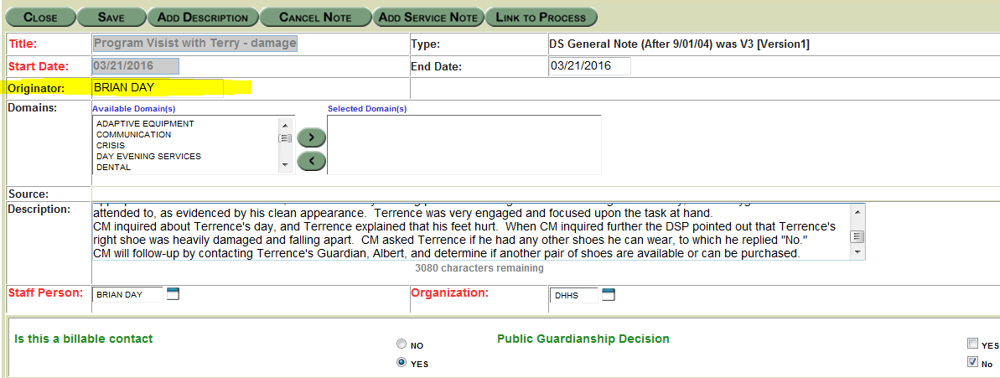 CLOSE SAVE ADD DESCRIPTION CANCEL NOTE ADD SERVICE NOTE LINK TO PROCESS
Title: Program Visist with Terry - damage Type: DS General Note (After 9/01/04) was V3 [Version1]
Start Date: 03/21/2016 End Date: 03/21/2016
Originator: BRIAN DAY
Domains: Available Domain(s) Selected Domain(s)
ADAPTIVE EQUIPMENT
COMMUNICATION
CRISIS
> 
DAY EVENING SERVICES
<
DENTAL
Source:
Description:
attended to, as evidenced by his clean appearance. Terrence was very engaged and focused upon the task at hand.
CM inquired about Terrence's day, and Terrence explained that his feet hurt. When CM inquired further the DSP pointed out that Terrence's
right shoe was heavily damaged and falling apart. CM asked Terrence if he had any other shoes he can wear, to which he replied "No."
CM will follow-up by contacting Terrence's Guardian, Albert, and determine if another pair of shoes are available or can be purchased.
3080 characters remaining
Staff Person: BRIAN DAY Organization: DHHS
Is this a billable contact NO Public Guardianship Decision YES
YES No